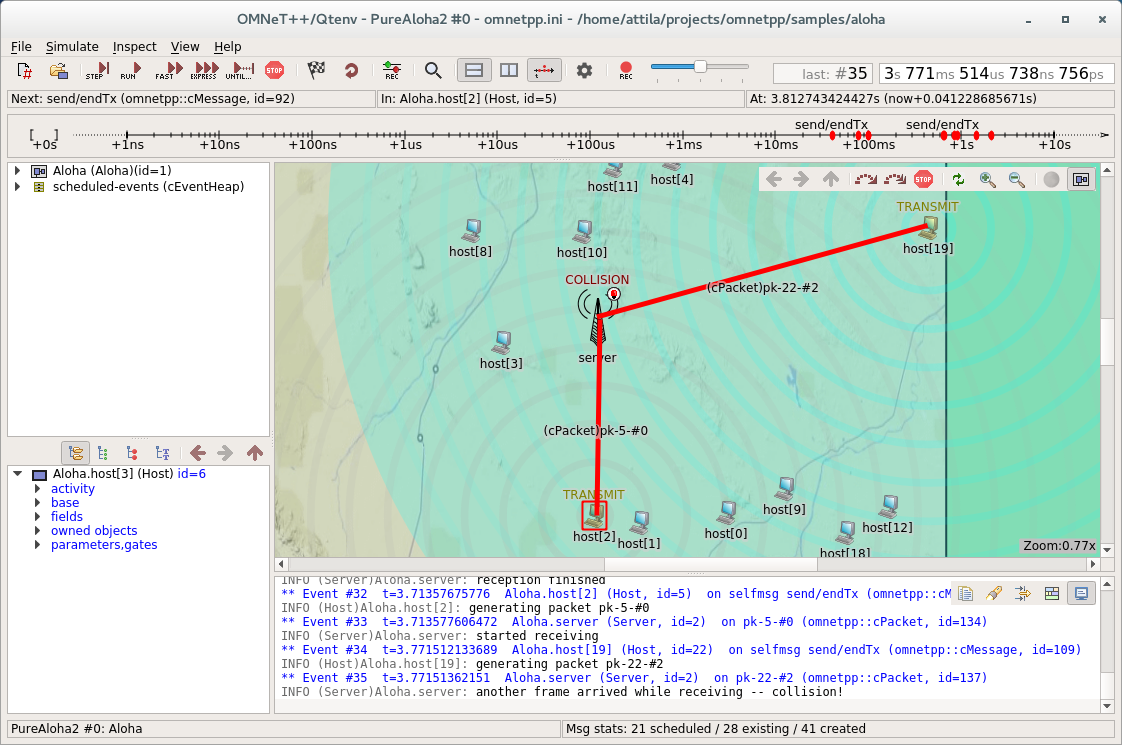 OMNeT++/Qtenv - PureAloha2 #0 - omnetpp.ini - /home/attila/projects/omnetpp/samples/aloha
File Simulate Inspect View Help
STEP RUN FAST EXPRESS UNTIL... STOP REC REC last: #35 3s 771ms 514us 738ns 756ps
Next: send/endTx (omnetpp::cMessage, id=92) In: Aloha.host[2] (Host, id=5) At: 3.812743424427s (now+0.041228685671s)
send/endTx send/endTx
+0s +1ns +10ns +100ns +1us +10us +100us +1ms +10ms +100ms +1s +10s
Aloha (Aloha)(id=1)
scheduled-events (cEventHeap)
Aloha.host[3] (Host) id=6
activity
base
fields
owned objects
parameters,gates
host[11]
host[4]
STOP
TRANSMIT
host[19]
host[8]
host[10]
COLLISION
(cPacket)pk-22-#2
server
host[3]
(cPacket)pk-5-#0
TRANSMIT
host[2]
host[1]
host[0]
host[9]
host[12]
host[18]
Zoom:0.77x
INFO (Server)Aloha.server: reception finished
** Event #32 t=3.71357675776 Aloha.host[2] (Host, id=5) on selfmsg send/endTx (omnetpp::cM
INFO (Host)Aloha.host[2]: generating packet pk-5-#0
** Event #33 t=3.713577606472 Aloha.server (Server, id=2) on pk-5-#0 (omnetpp::cPacket, id=134)
INFO (Server)Aloha.server: started receiving
** Event #34 t=3.771512133689 Aloha.host[19] (Host, id=22) on selfmsg send/endTx (omnetpp::cMessage, id=109)
INFO (Host)Aloha.host[19]: generating packet pk-22-#2
** Event #35 t=3.77151362151 Aloha.server (Server, id=2) on pk-22-#2 (omnetpp::cPacket, id=137)
INFO (Server)Aloha.server: another frame arrived while receiving -- collision!
PureAloha2 #0: Aloha
Msg stats: 21 scheduled / 28 existing / 41 created